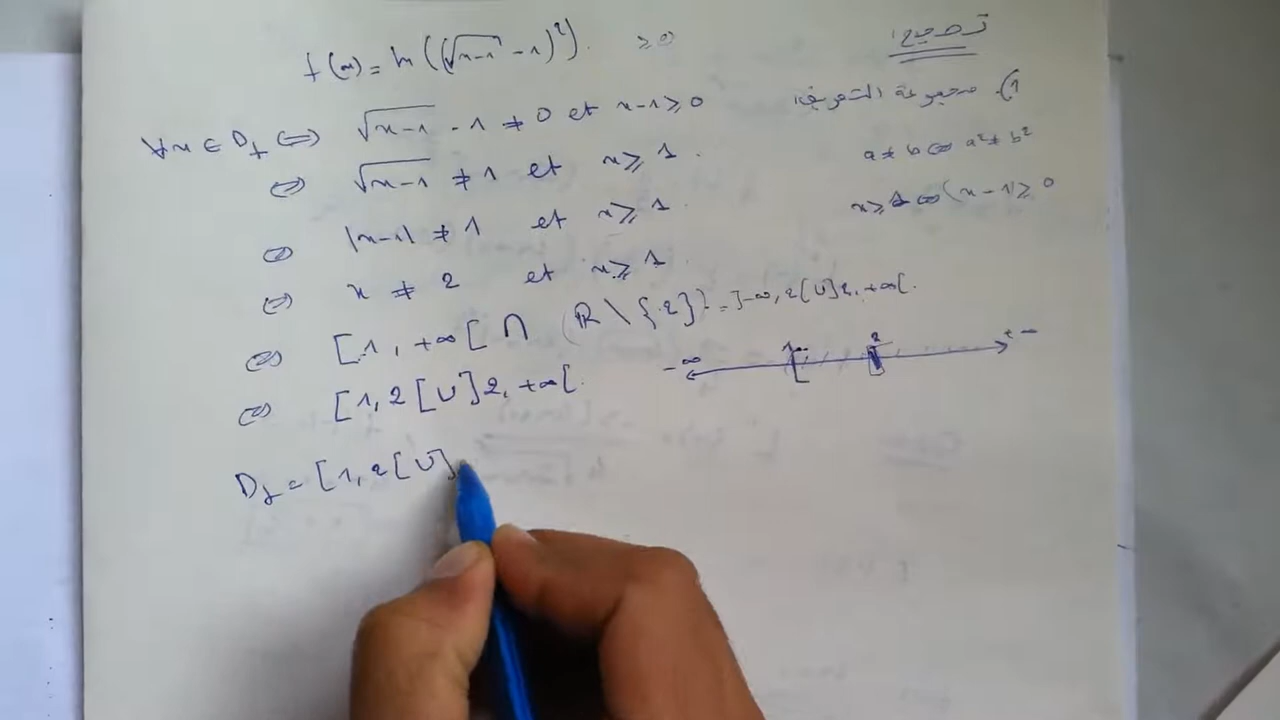 تصحيح:
f(x) = ln((√x-1 - 1)²). ≥ 0
1). مجموعة التعريف:
∀x ∈ Df ⇔ √x-1 - 1 ≠ 0 et x-1 ≥ 0
a ≠ b ⇔ a² ≠ b²
⇔ √x-1 ≠ 1 et x ≥ 1.
x ≥ 1 ⇔ (x-1) ≥ 0
⇔ |x-1| ≠ 1 et x ≥ 1.
⇔ x ≠ 2 et x ≥ 1.
⇔ [1, +∞[ ∩ (ℝ \ {2}) = ]-∞, 2[ ∪ ]2, +∞[.
-∞ 1 2 +∞
⇔ [1, 2[ ∪ ]2, +∞[.
Df = [1, 2[ ∪ ]